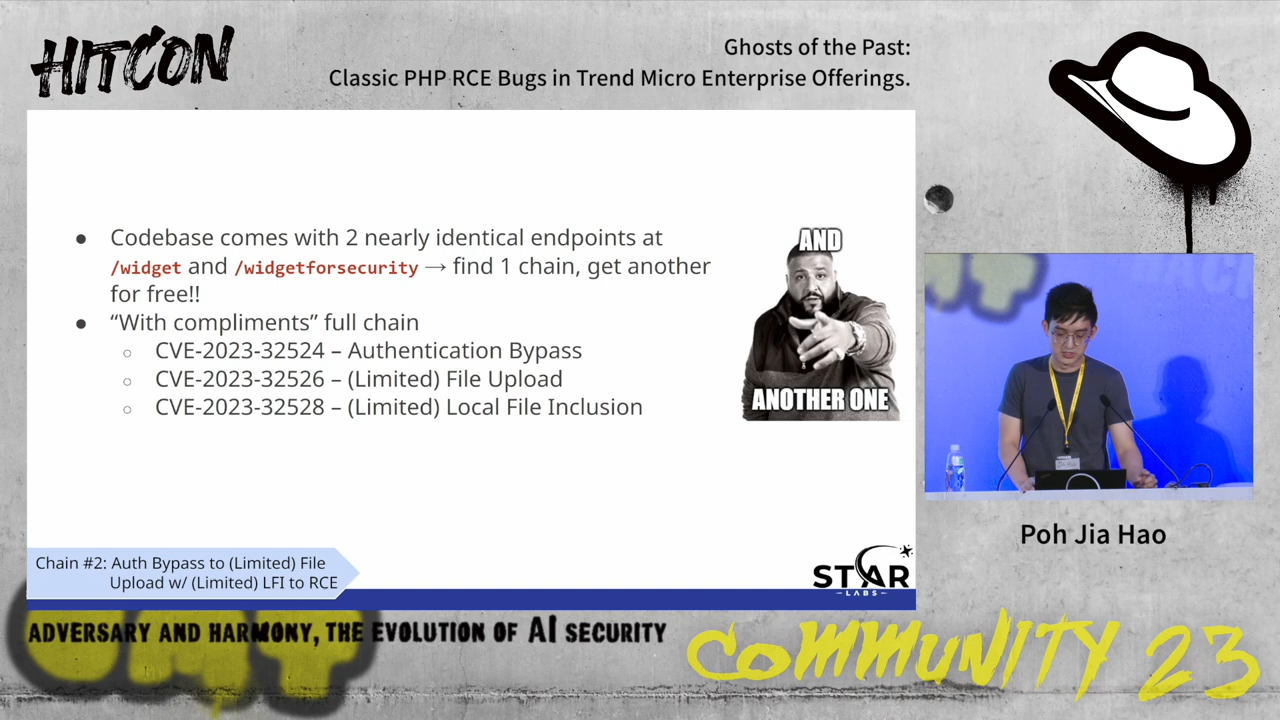 HITCON
Ghosts of the Past:
Classic PHP RCE Bugs in Trend Micro Enterprise Offerings.
● Codebase comes with 2 nearly identical endpoints at
/widget and /widgetforsecurity → find 1 chain, get another
for free!!
● “With compliments” full chain
○ CVE-2023-32524 – Authentication Bypass
○ CVE-2023-32526 – (Limited) File Upload
○ CVE-2023-32528 – (Limited) Local File Inclusion
AND
ANOTHER ONE
Poh Jia Hao
Chain #2: Auth Bypass to (Limited) File
Upload w/ (Limited) LFI to RCE
STAR
LABS
ADVERSARY AND HARMONY, THE EVOLUTION OF AI SECURITY
COMMUNITY 23